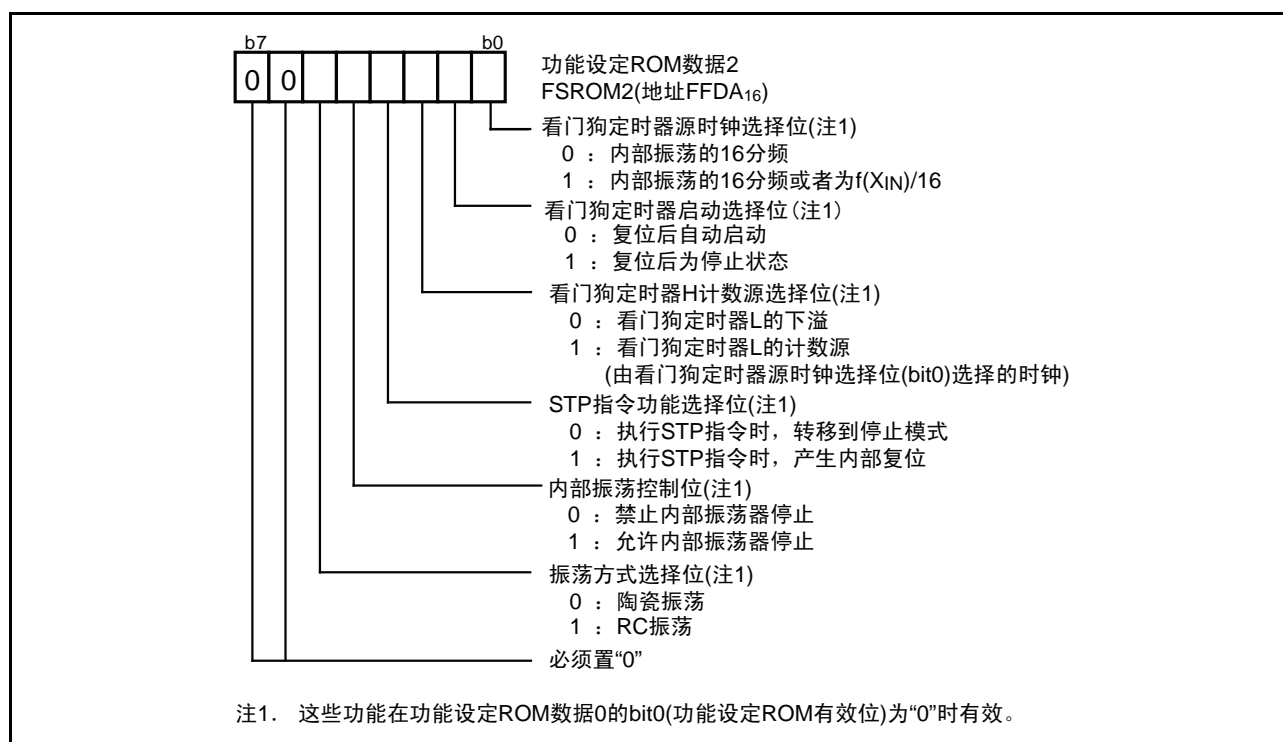 b7 b0
0 0
功能设定ROM数据2
FSROM2(地址FFDA16)
看门狗定时器源时钟选择位(注1)
0 ：内部振荡的16分频
1 ：内部振荡的16分频或者为f(XIN)/16
看门狗定时器启动选择位(注1)
0 ：复位后自动启动
1 ：复位后为停止状态
看门狗定时器H计数源选择位(注1)
0 ：看门狗定时器L的下溢
1 ：看门狗定时器L的计数源
(由看门狗定时器源时钟选择位(bit0)选择的时钟)
STP指令功能选择位(注1)
0 ：执行STP指令时，转移到停止模式
1 ：执行STP指令时，产生内部复位
内部振荡控制位(注1)
0 ：禁止内部振荡器停止
1 ：允许内部振荡器停止
振荡方式选择位(注1)
0 ：陶瓷振荡
1 ：RC振荡
必须置“0”
注1. 这些功能在功能设定ROM数据0的bit0(功能设定ROM有效位)为“0”时有效。